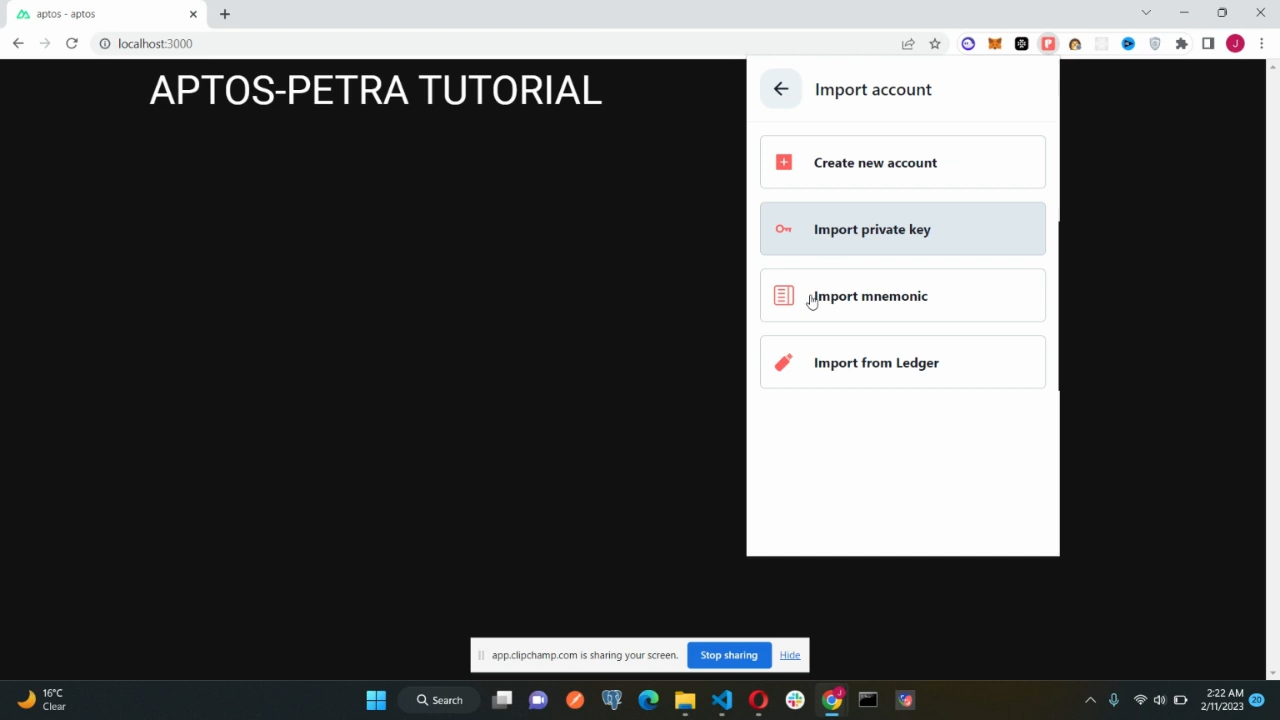 aptos - aptos
localhost:3000
APTOS-PETRA TUTORIAL
Import account
Create new account
Import private key
Import mnemonic
Import from Ledger
app.clipchamp.com is sharing your screen.
Stop sharing
Hide
16°C
Clear
Search
2:22 AM
2/11/2023
20
J